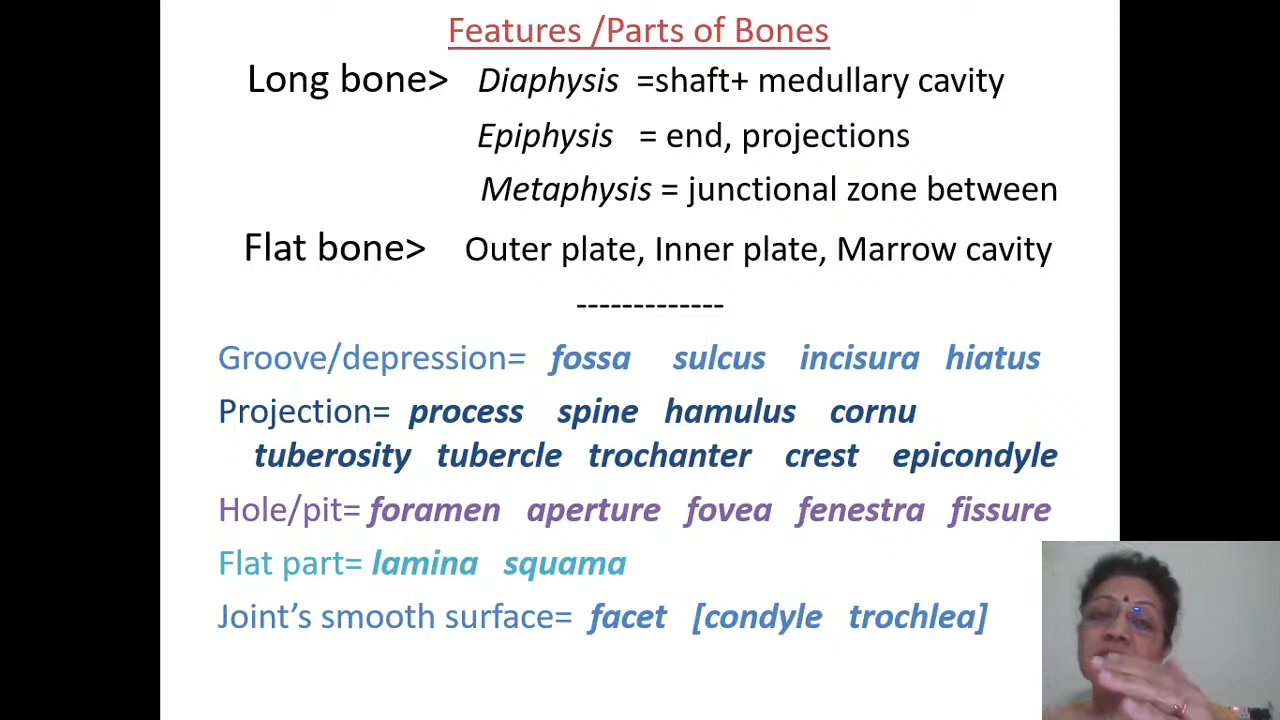 Features /Parts of Bones
Long bone> Diaphysis =shaft+ medullary cavity
Epiphysis = end, projections
Metaphysis = junctional zone between
Flat bone> Outer plate, Inner plate, Marrow cavity
-------------
Groove/depression= fossa sulcus incisura hiatus
Projection= process spine hamulus cornu
tuberosity tubercle trochanter crest epicondyle
Hole/pit= foramen aperture fovea fenestra fissure
Flat part= lamina squama
Joint’s smooth surface= facet [condyle trochlea]